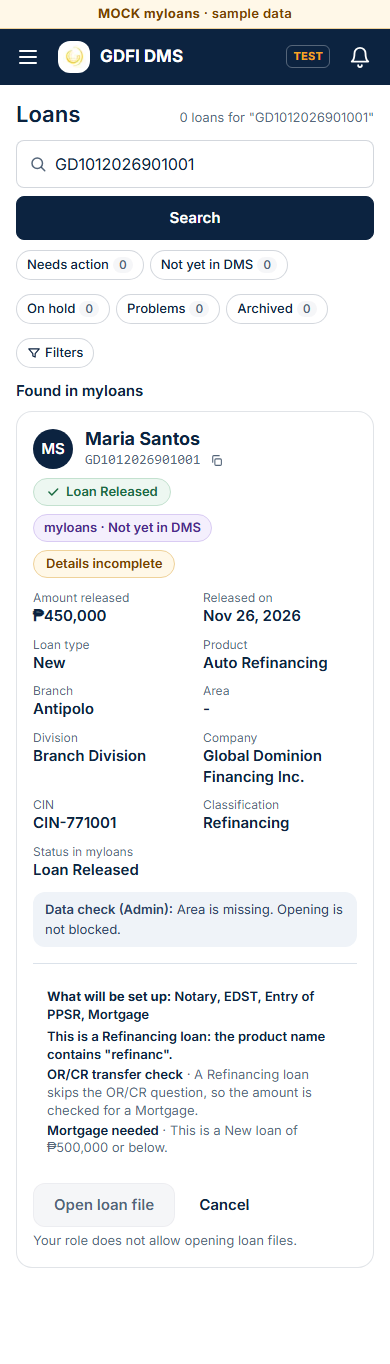 MOCK myloans · sample data
GDFI DMS
TEST
Loans
0 loans for "GD1012026901001"
GD1012026901001
Search
Needs action 0
Not yet in DMS 0
On hold 0
Problems 0
Archived 0
Filters
Found in myloans
MS
Maria Santos
GD1012026901001
Loan Released
myloans · Not yet in DMS
Details incomplete
Amount released
₱450,000
Released on
Nov 26, 2026
Loan type
New
Product
Auto Refinancing
Branch
Antipolo
Area
-
Division
Branch Division
Company
Global Dominion
Financing Inc.
CIN
CIN-771001
Classification
Refinancing
Status in myloans
Loan Released
Data check (Admin): Area is missing. Opening is
not blocked.
What will be set up: Notary, EDST, Entry of
PPSR, Mortgage
This is a Refinancing loan: the product name
contains "refinanc".
OR/CR transfer check · A Refinancing loan
skips the OR/CR question, so the amount is
checked for a Mortgage.
Mortgage needed · This is a New loan of
₱500,000 or below.
Open loan file
Cancel
Your role does not allow opening loan files.